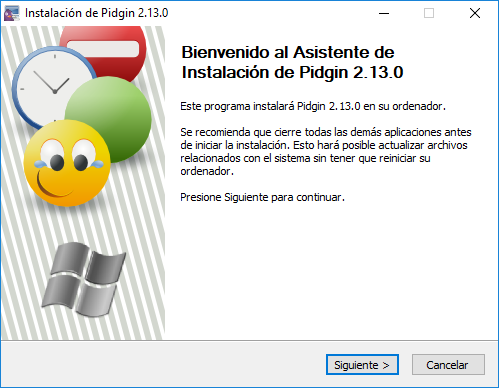 Instalación de Pidgin 2.13.0
Bienvenido al Asistente de
Instalación de Pidgin 2.13.0
Este programa instalará Pidgin 2.13.0 en su ordenador.
Se recomienda que cierre todas las demás aplicaciones antes
de iniciar la instalación. Esto hará posible actualizar archivos
relacionados con el sistema sin tener que reiniciar su
ordenador.
Presione Siguiente para continuar.
Siguiente >
Cancelar